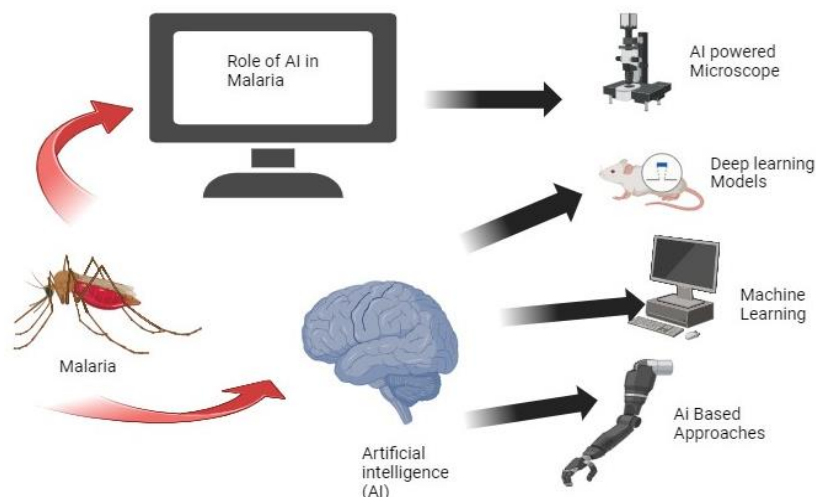 Role of AI in
Malaria
AI powered
Microscope
Deep learning
Models
Machine
Learning
Malaria
Artificial
intelligence
(AI)
Ai Based
Approaches